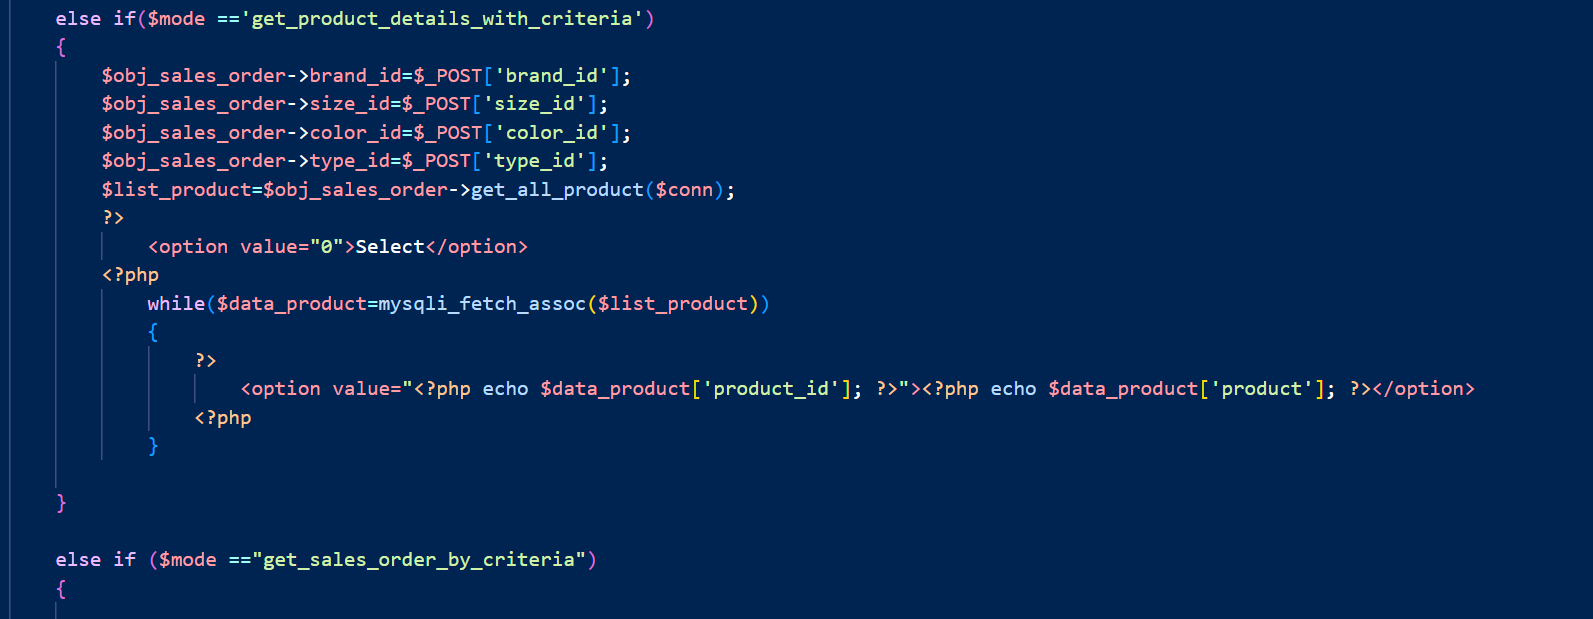 else if($mode =='get_product_details_with_criteria')
{
$obj_sales_order->brand_id=$_POST['brand_id'];
$obj_sales_order->size_id=$_POST['size_id'];
$obj_sales_order->color_id=$_POST['color_id'];
$obj_sales_order->type_id=$_POST['type_id'];
$list_product=$obj_sales_order->get_all_product($conn);
?>
<option value="0">Select</option>
<?php
while($data_product=mysqli_fetch_assoc($list_product))
{
?>
<option value="<?php echo $data_product['product_id']; ?>"><?php echo $data_product['product']; ?></option>
<?php
}
}
else if ($mode =="get_sales_order_by_criteria")
{